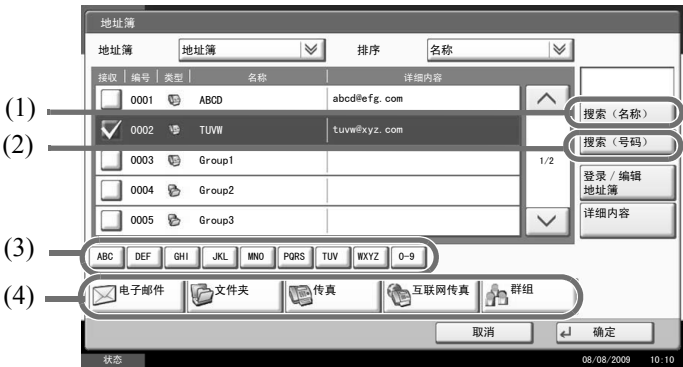 地址簿
地址簿 地址簿 排序 名称
接收 编号 类型 名称 详细内容
0001 ABCD abcd@efg.com
(1) 搜索（名称）
0002 TUVW tuvw@xyz.com
(2) 搜索（号码）
0003 Group1 1/2
登录 / 编辑
地址簿
0004 Group2
详细内容
0005 Group3
(3) ABC DEF GHI JKL MNO PQRS TUV WXYZ 0-9
(4) 电子邮件 文件夹 传真 互联网传真 群组
取消 确定
状态 08/08/2009 10:10